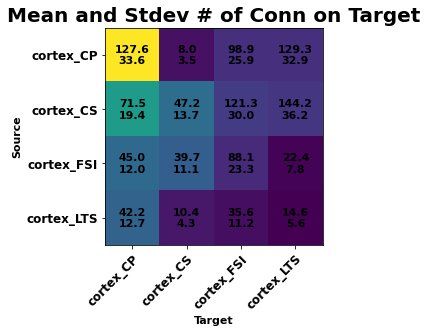 Mean and Stdev # of Conn on Target
Source
cortex_CP 127.6 8.0 98.9 129.3
33.6 3.5 25.9 32.9
cortex_CS 71.5 47.2 121.3 144.2
19.4 13.7 30.0 36.2
cortex_FSI 45.0 39.7 88.1 22.4
12.0 11.1 23.3 7.8
cortex_LTS 42.2 10.4 35.6 14.6
12.7 4.3 11.2 5.6
cortex_CP cortex_CS cortex_FSI cortex_LTS
Target